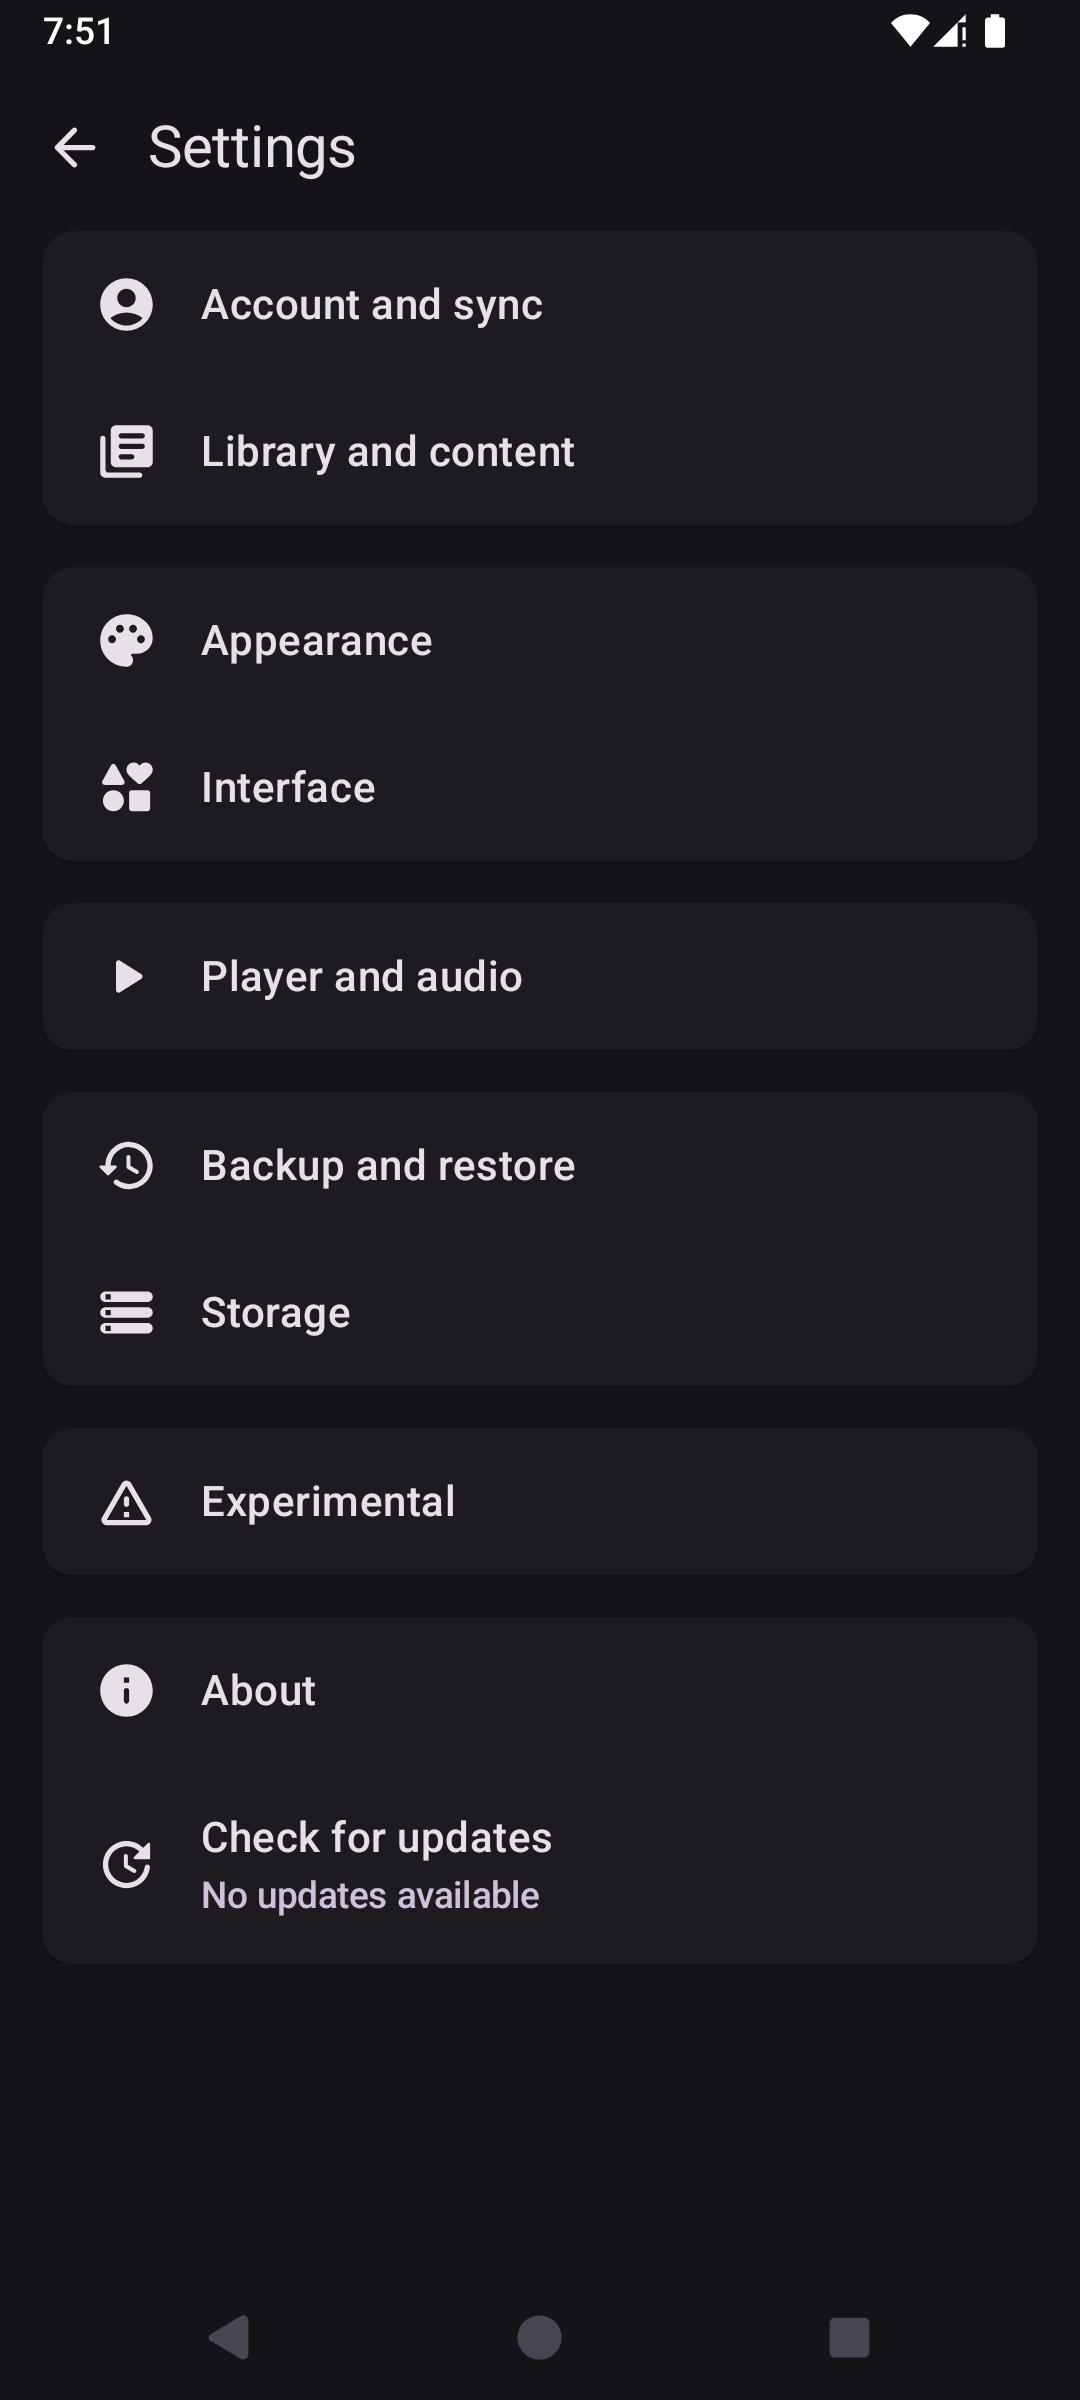 7:51
Settings
Account and sync
Library and content
Appearance
Interface
Player and audio
Backup and restore
Storage
Experimental
About
Check for updates
No updates available